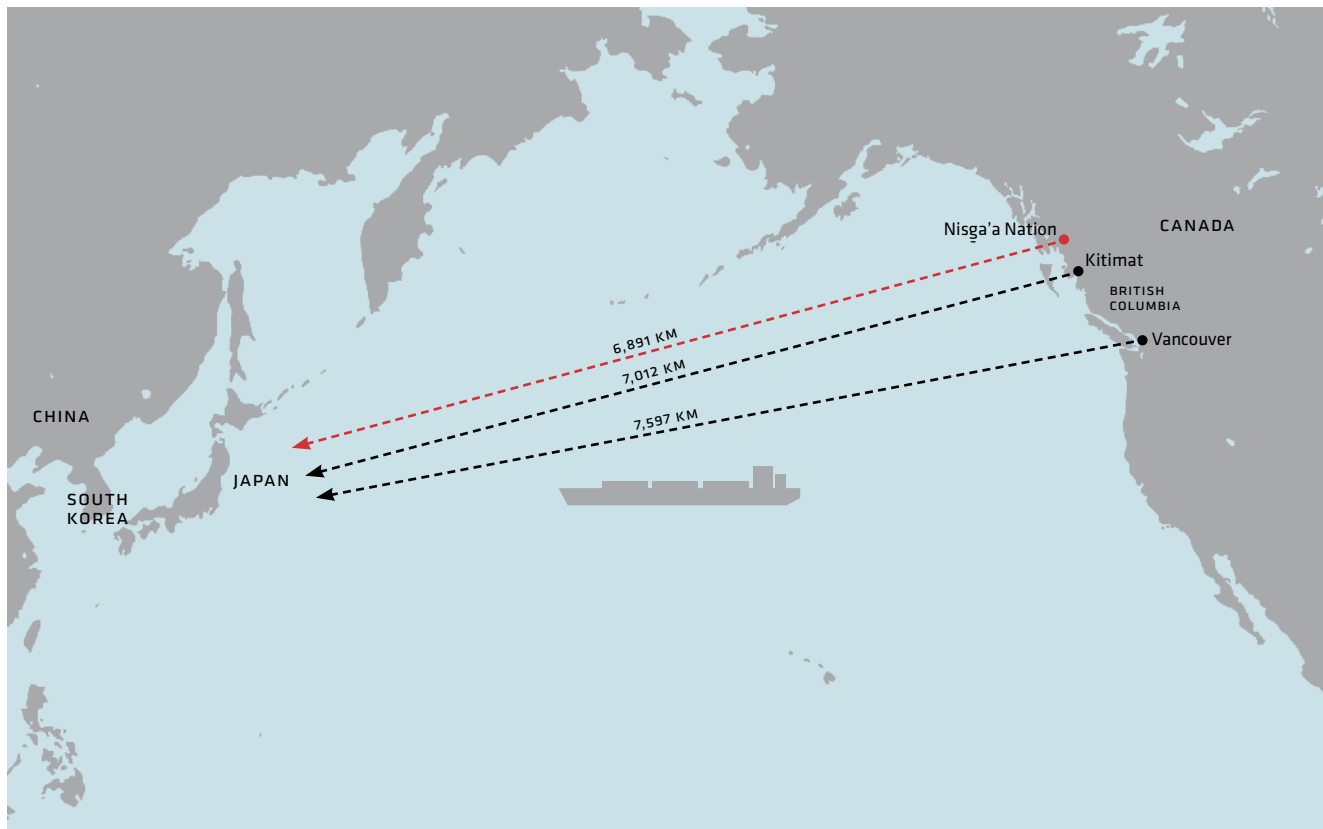 CANADA
Nisg̱a'a Nation
Kitimat
BRITISH
COLUMBIA
Vancouver
6,891 KM
7,012 KM
7,597 KM
CHINA
JAPAN
SOUTH
KOREA